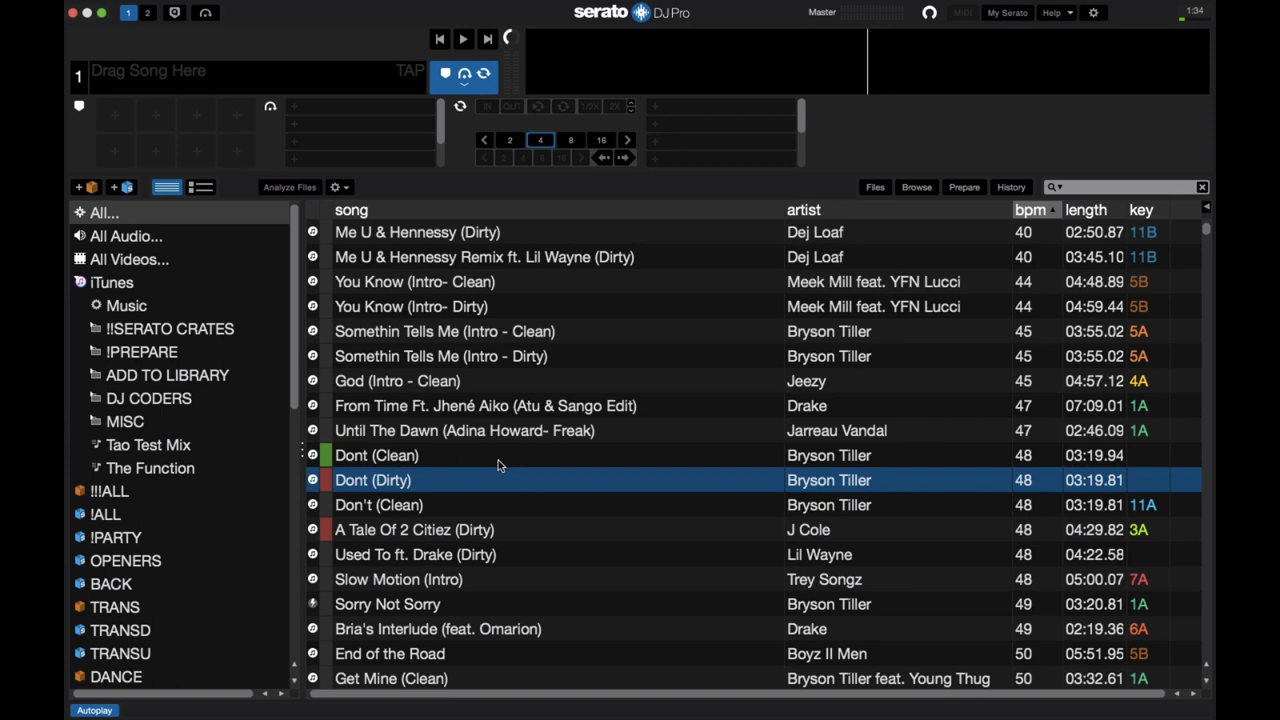 1 2 serato DJ Pro Master MIDI My Serato Help 1:34
1 Drag Song Here TAP
IN OUT 1/2X 2X
2 4 8 16
2 4 8 16
Analyze Files Files Browse Prepare History
song artist bpm length key
All...
All Audio...
All Videos...
iTunes
Music
!!SERATO CRATES
!PREPARE
ADD TO LIBRARY
DJ CODERS
MISC
Tao Test Mix
The Function
!!!ALL
!ALL
!PARTY
OPENERS
BACK
TRANS
TRANSD
TRANSU
DANCE
Me U & Hennessy (Dirty) Dej Loaf 40 02:50.87 11B
Me U & Hennessy Remix ft. Lil Wayne (Dirty) Dej Loaf 40 03:45.10 11B
You Know (Intro- Clean) Meek Mill feat. YFN Lucci 44 04:48.89 5B
You Know (Intro- Dirty) Meek Mill feat. YFN Lucci 44 04:59.44 5B
Somethin Tells Me (Intro - Clean) Bryson Tiller 45 03:55.02 5A
Somethin Tells Me (Intro - Dirty) Bryson Tiller 45 03:55.02 5A
God (Intro - Clean) Jeezy 45 04:57.12 4A
From Time Ft. Jhené Aiko (Atu & Sango Edit) Drake 47 07:09.01 1A
Until The Dawn (Adina Howard- Freak) Jarreau Vandal 47 02:46.09 1A
Dont (Clean) Bryson Tiller 48 03:19.94
Dont (Dirty) Bryson Tiller 48 03:19.81
Don't (Clean) Bryson Tiller 48 03:19.81 11A
A Tale Of 2 Citiez (Dirty) J Cole 48 04:29.82 3A
Used To ft. Drake (Dirty) Lil Wayne 48 04:22.58
Slow Motion (Intro) Trey Songz 48 05:00.07 7A
Sorry Not Sorry Bryson Tiller 49 03:20.81 1A
Bria's Interlude (feat. Omarion) Drake 49 02:19.36 6A
End of the Road Boyz II Men 50 05:51.95 5B
Get Mine (Clean) Bryson Tiller feat. Young Thug 50 03:32.61 1A
Autoplay